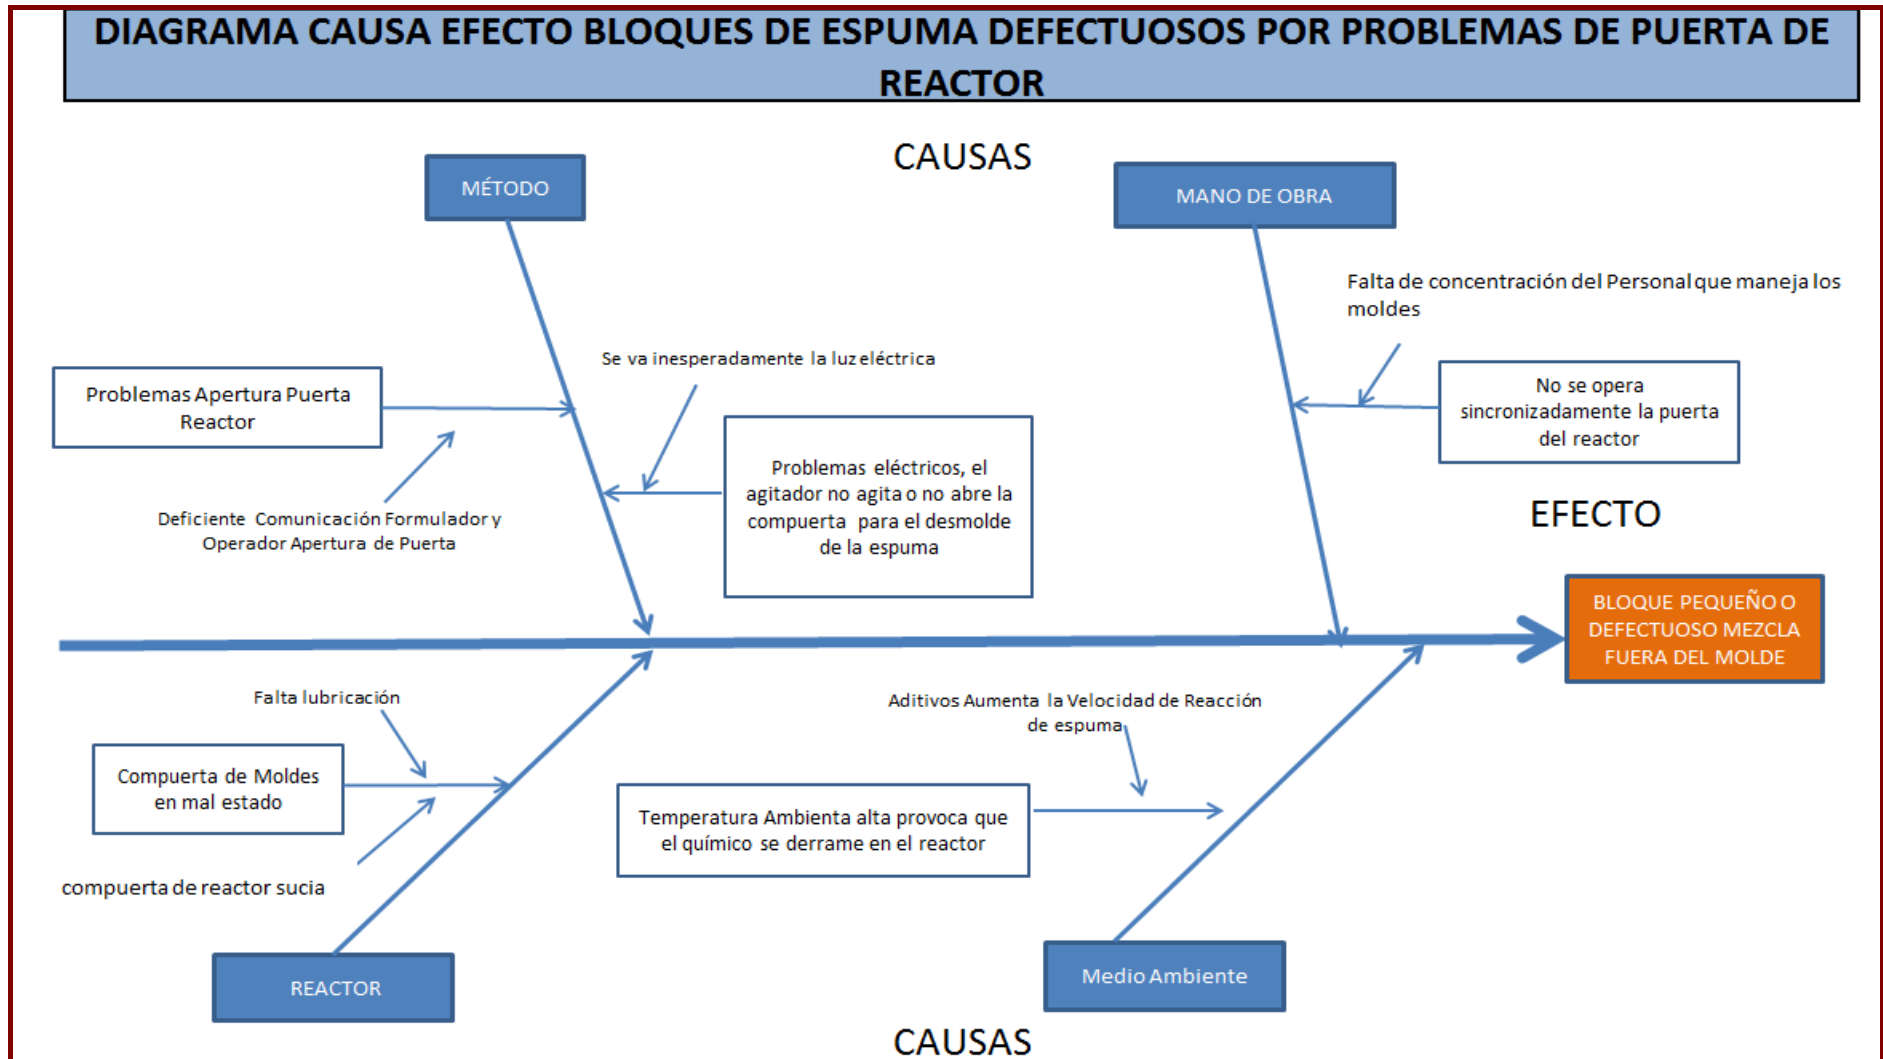 DIAGRAMA CAUSA EFECTO BLOQUES DE ESPUMA DEFECTUOSOS POR PROBLEMAS DE PUERTA DE
REACTOR
CAUSAS
MÉTODO
MANO DE OBRA
Falta de concentración del Personal que maneja los
moldes
Se va inesperadamente la luz eléctrica
Problemas Apertura Puerta
Reactor
No se opera
sincronizadamente la puerta
del reactor
Problemas eléctricos, el
agitador no agita o no abre la
compuerta para el desmolde
de la espuma
Deficiente Comunicación Formulador y
Operador Apertura de Puerta
EFECTO
BLOQUE PEQUEÑO O
DEFECTUOSO MEZCLA
FUERA DEL MOLDE
Falta lubricación
Aditivos Aumenta la Velocidad de Reacción
de espuma
Compuerta de Moldes
en mal estado
Temperatura Ambienta alta provoca que
el químico se derrame en el reactor
compuerta de reactor sucia
REACTOR
Medio Ambiente
CAUSAS